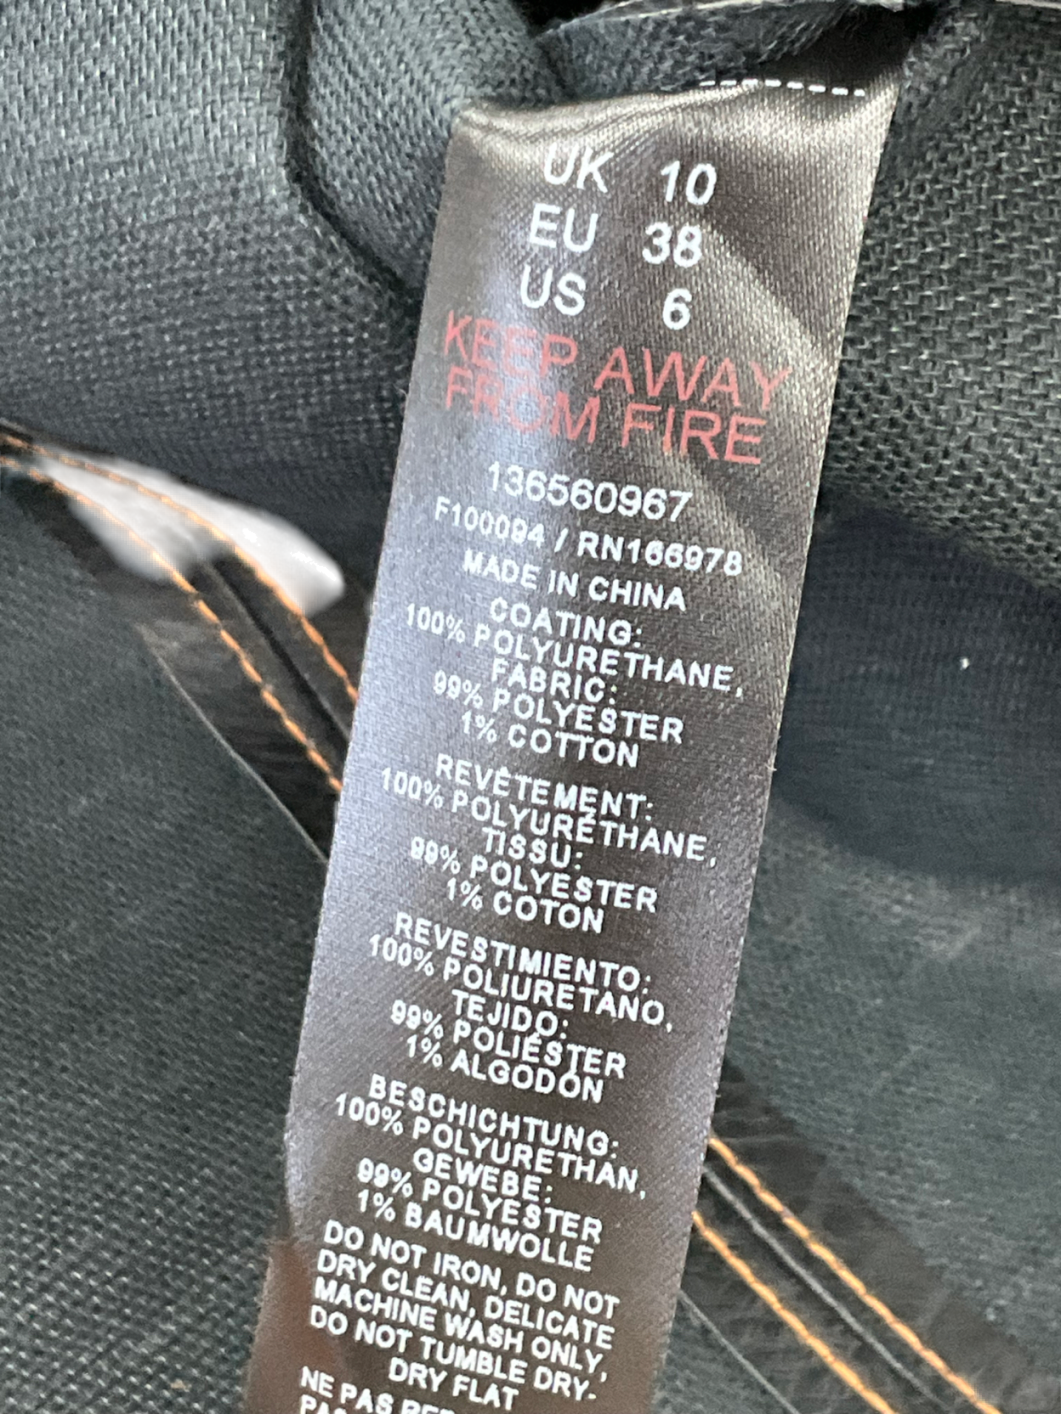 UK 10
EU 38
US 6
KEEP AWAY
FROM FIRE
136560967
F100094 / RN166978
MADE IN CHINA
COATING:
100% POLYURETHANE,
FABRIC:
99% POLYESTER
1% COTTON
REVÊTEMENT:
100% POLYURÉTHANE,
TISSU:
99% POLYESTER
1% COTON
REVESTIMIENTO:
100% POLIURETANO,
TEJIDO:
99% POLIÉSTER
1% ALGODÓN
BESCHICHTUNG:
100% POLYURETHAN,
GEWEBE:
99% POLYESTER
1% BAUMWOLLE
DO NOT IRON, DO NOT
DRY CLEAN, DELICATE
MACHINE WASH ONLY,
DO NOT TUMBLE DRY-
DRY FLAT
NE PAS
PAS